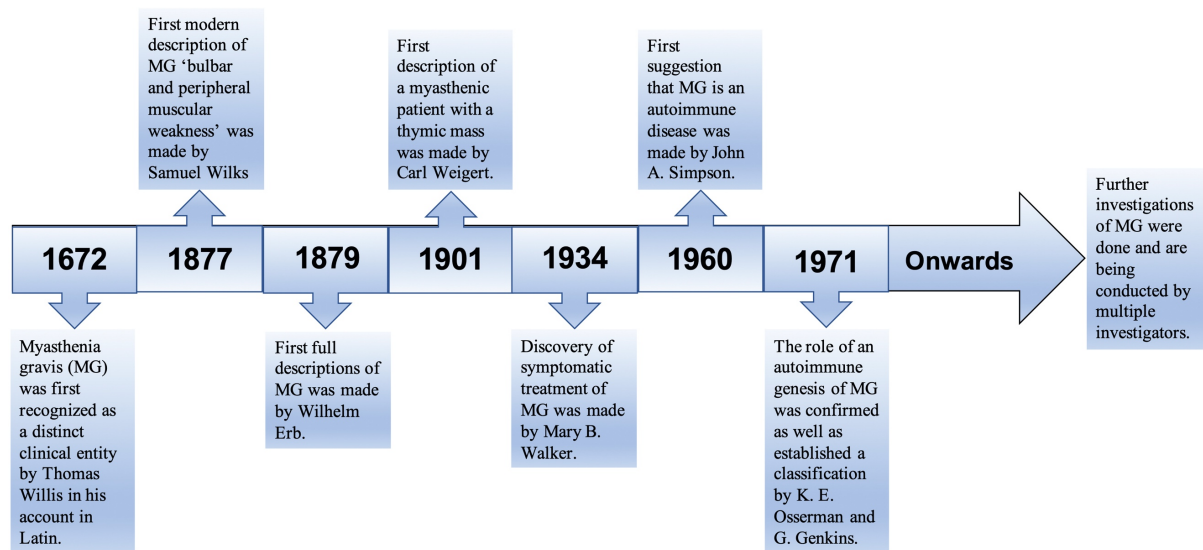 First modern
description of
MG ‘bulbar
and peripheral
muscular
weakness’ was
made by
Samuel Wilks
First
description of
a myasthenic
patient with a
thymic mass
was made by
Carl Weigert.
First
suggestion
that MG is an
autoimmune
disease was
made by John
A. Simpson.
Further
investigations
of MG were
done and are
being
conducted by
multiple
investigators.
1672
1877
1879
1901
1934
1960
1971
Onwards
Myasthenia
gravis (MG)
was first
recognized as
a distinct
clinical entity
by Thomas
Willis in his
account in
Latin.
First full
descriptions of
MG was made
by Wilhelm
Erb.
Discovery of
symptomatic
treatment of
MG was made
by Mary B.
Walker.
The role of an
autoimmune
genesis of MG
was confirmed
as well as
established a
classification
by K. E.
Osserman and
G. Genkins.